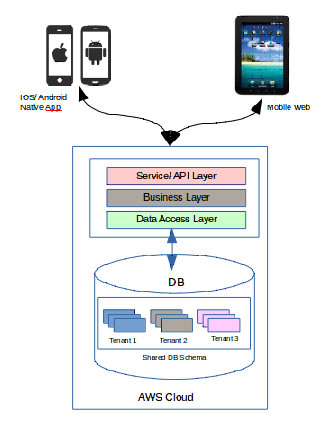 IOS/ Android
Native App
Mobile Web
Service/ API Layer
Business Layer
Data Access Layer
DB
Tenant 1
Tenant 2
Tenant 3
Shared DB Schema
AWS Cloud